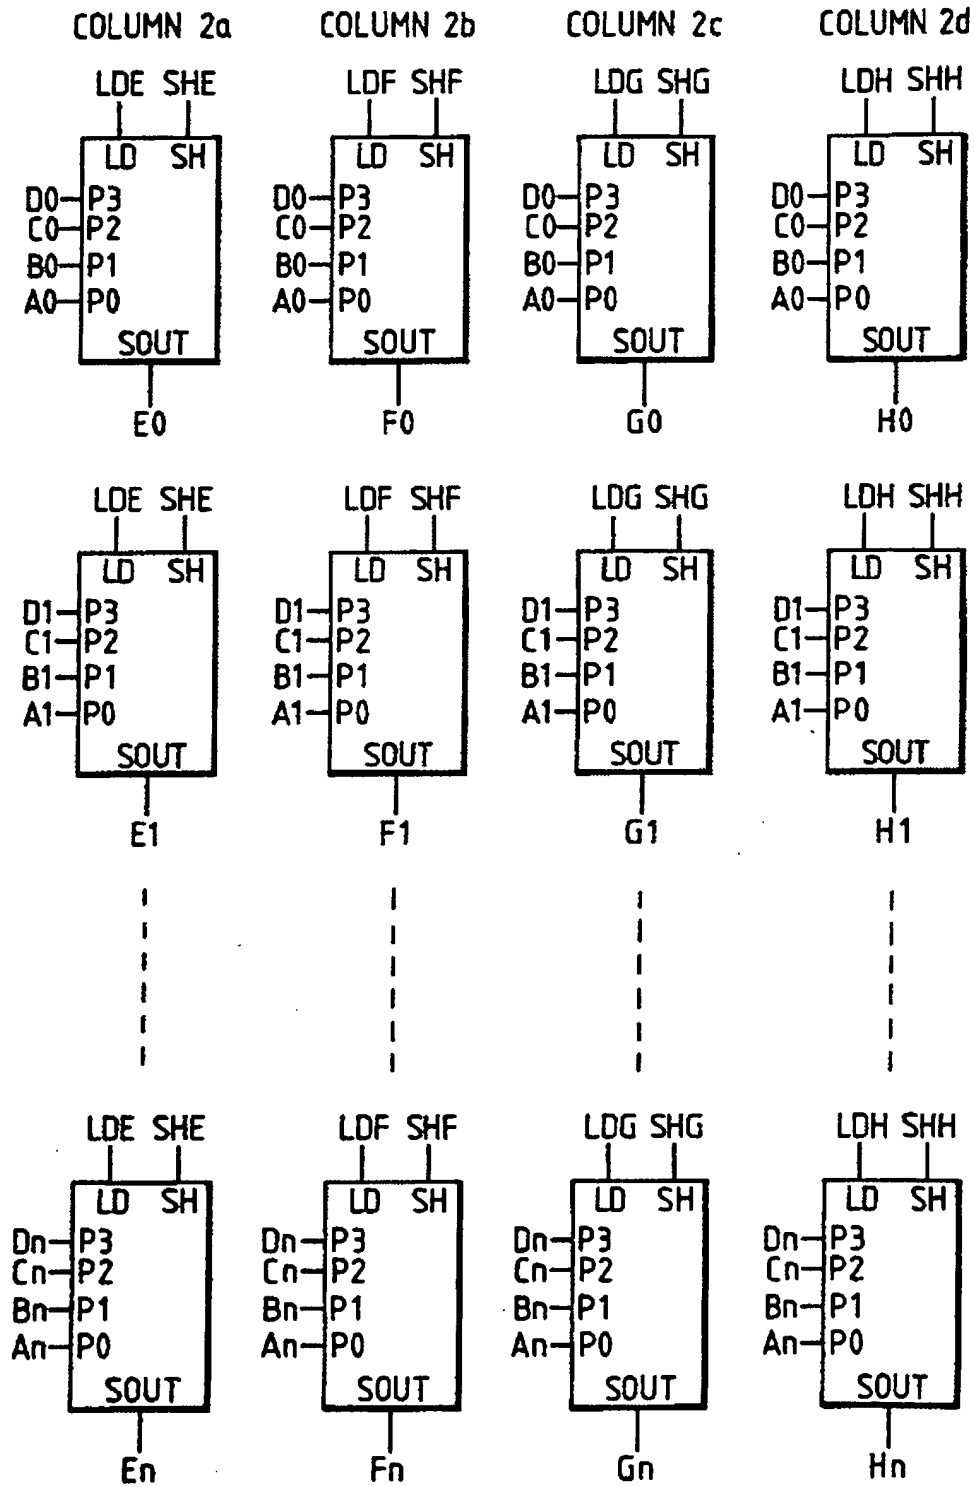 COLUMN 2a COLUMN 2b COLUMN 2c COLUMN 2d
LDE SHE LDF SHF LDG SHG LDH SHH
LD SH LD SH LD SH LD SH
D0 P3 D0 P3 D0 P3 D0 P3
C0 P2 C0 P2 C0 P2 C0 P2
B0 P1 B0 P1 B0 P1 B0 P1
A0 P0 A0 P0 A0 P0 A0 P0
SOUT SOUT SOUT SOUT
E0 F0 G0 H0
LDE SHE LDF SHF LDG SHG LDH SHH
LD SH LD SH LD SH LD SH
D1 P3 D1 P3 D1 P3 D1 P3
C1 P2 C1 P2 C1 P2 C1 P2
B1 P1 B1 P1 B1 P1 B1 P1
A1 P0 A1 P0 A1 P0 A1 P0
SOUT SOUT SOUT SOUT
E1 F1 G1 H1
LDE SHE LDF SHF LDG SHG LDH SHH
LD SH LD SH LD SH LD SH
Dn P3 Dn P3 Dn P3 Dn P3
Cn P2 Cn P2 Cn P2 Cn P2
Bn P1 Bn P1 Bn P1 Bn P1
An P0 An P0 An P0 An P0
SOUT SOUT SOUT SOUT
En Fn Gn Hn